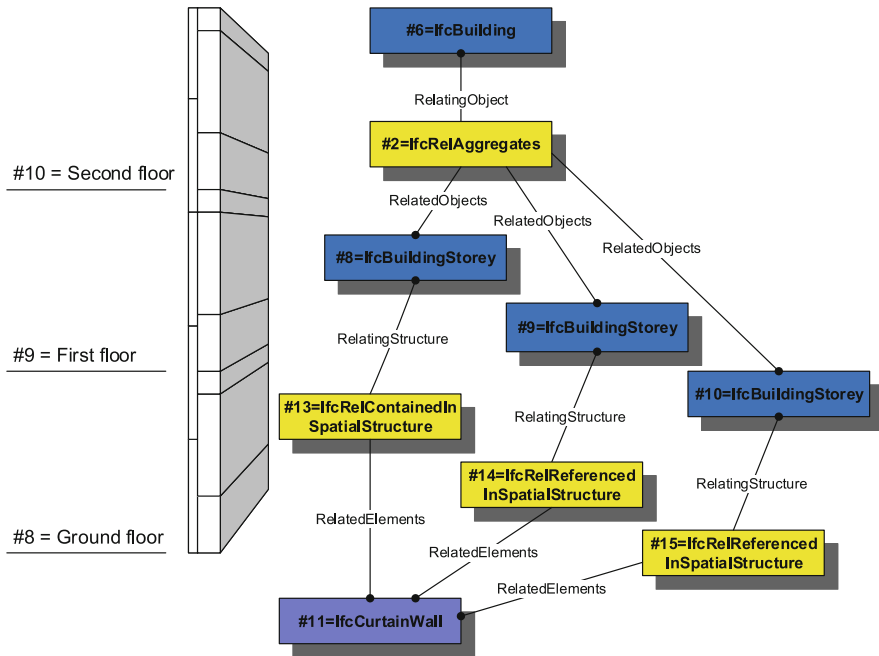 #6=IfcBuilding
RelatingObject
#2=IfcRelAggregates
#10 = Second floor
RelatedObjects
RelatedObjects
RelatedObjects
#8=IfcBuildingStorey
#9=IfcBuildingStorey
RelatingStructure
#9 = First floor
#10=IfcBuildingStorey
#13=IfcRelContainedIn
SpatialStructure
RelatingStructure
#14=IfcRelReferenced
InSpatialStructure
RelatingStructure
RelatedElements
#8 = Ground floor
RelatedElements
#15=IfcRelReferenced
InSpatialStructure
RelatedElements
#11=IfcCurtainWall